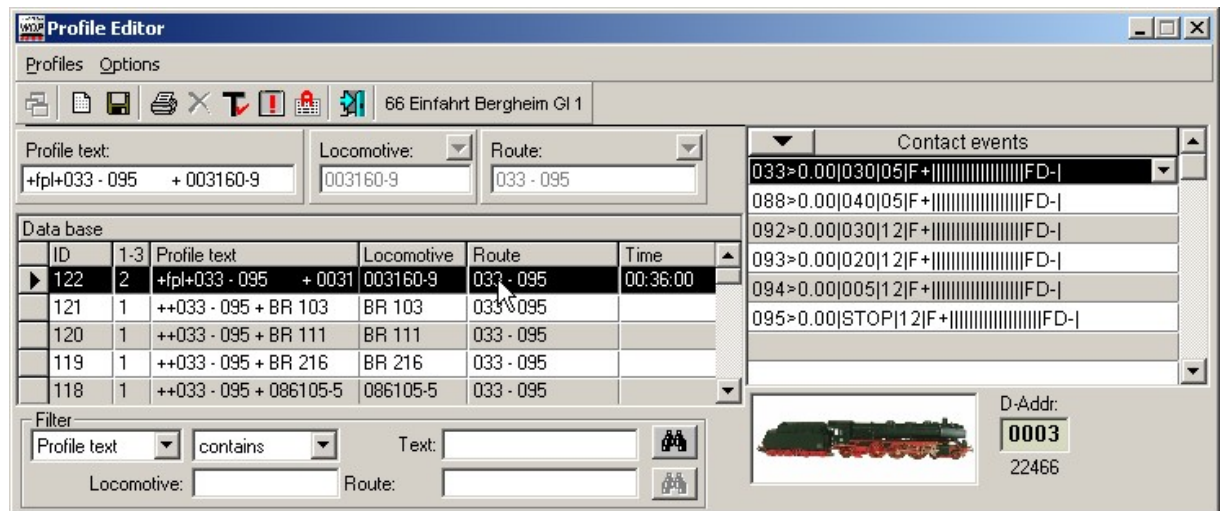 WDP Profile Editor
Profiles Options
66 Einfahrt Bergheim Gl 1
Profile text: Locomotive: Route:
+fpl+033 - 095 + 003160-9 003160-9 033 - 095
Data base
ID 1-3 Profile text Locomotive Route Time
122 2 +fpl+033 - 095 + 0031 003160-9 033 - 095 00:36:00
121 1 ++033 - 095 + BR 103 BR 103 033 - 095
120 1 ++033 - 095 + BR 111 BR 111 033 - 095
119 1 ++033 - 095 + BR 216 BR 216 033 - 095
118 1 ++033 - 095 + 086105-5 086105-5 033 - 095
Filter
Profile text contains Text:
Locomotive: Route:
Contact events
033>0.00|030|05|F+|||||||||||||||||||FD-|
088>0.00|040|05|F+|||||||||||||||||||FD-|
092>0.00|030|12|F+|||||||||||||||||||FD-|
093>0.00|020|12|F+|||||||||||||||||||FD-|
094>0.00|005|12|F+|||||||||||||||||||FD-|
095>0.00|STOP|12|F+|||||||||||||||||||FD-|
D-Addr:
0003
22466